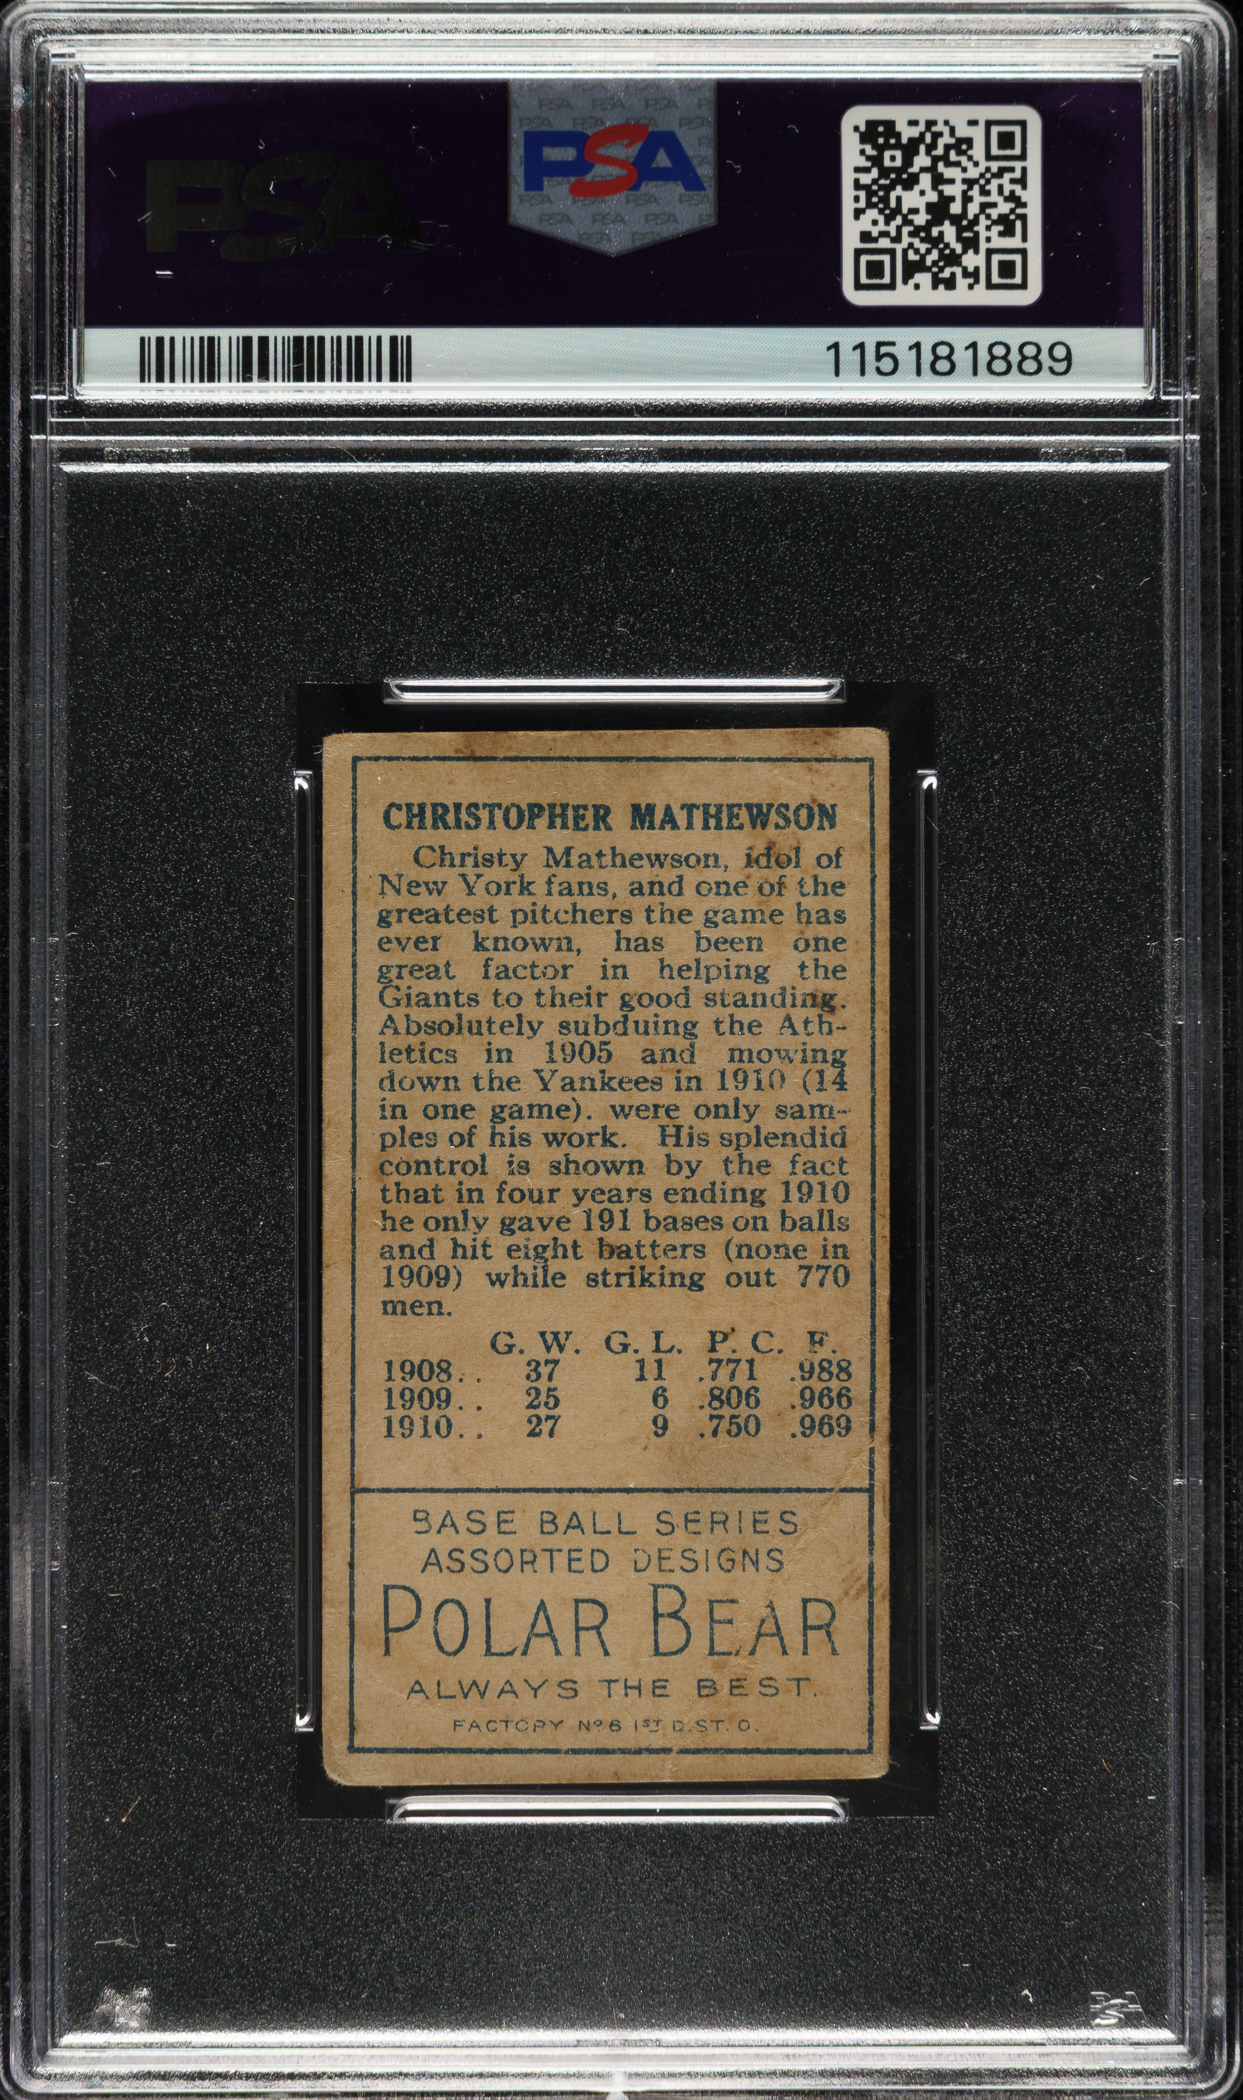 PSA
PSA
115181889
CHRISTOPHER MATHEWSON
Christy Mathewson, idol of
New York fans, and one of the
greatest pitchers the game has
ever known, has been one
great factor in helping the
Giants to their good standing.
Absolutely subduing the Ath-
letics in 1905 and mowing
down the Yankees in 1910 (14
in one game). were only sam-
ples of his work. His splendid
control is shown by the fact
that in four years ending 1910
he only gave 191 bases on balls
and hit eight batters (none in
1909) while striking out 770
men.
G. W. G. L. P. C. F.
1908.. 37 11 .771 .988
1909.. 25 6 .806 .966
1910.. 27 9 .750 .969
BASE BALL SERIES
ASSORTED DESIGNS
POLAR BEAR
ALWAYS THE BEST.
FACTORY Nº 6 1ST DIST. O.
PSA